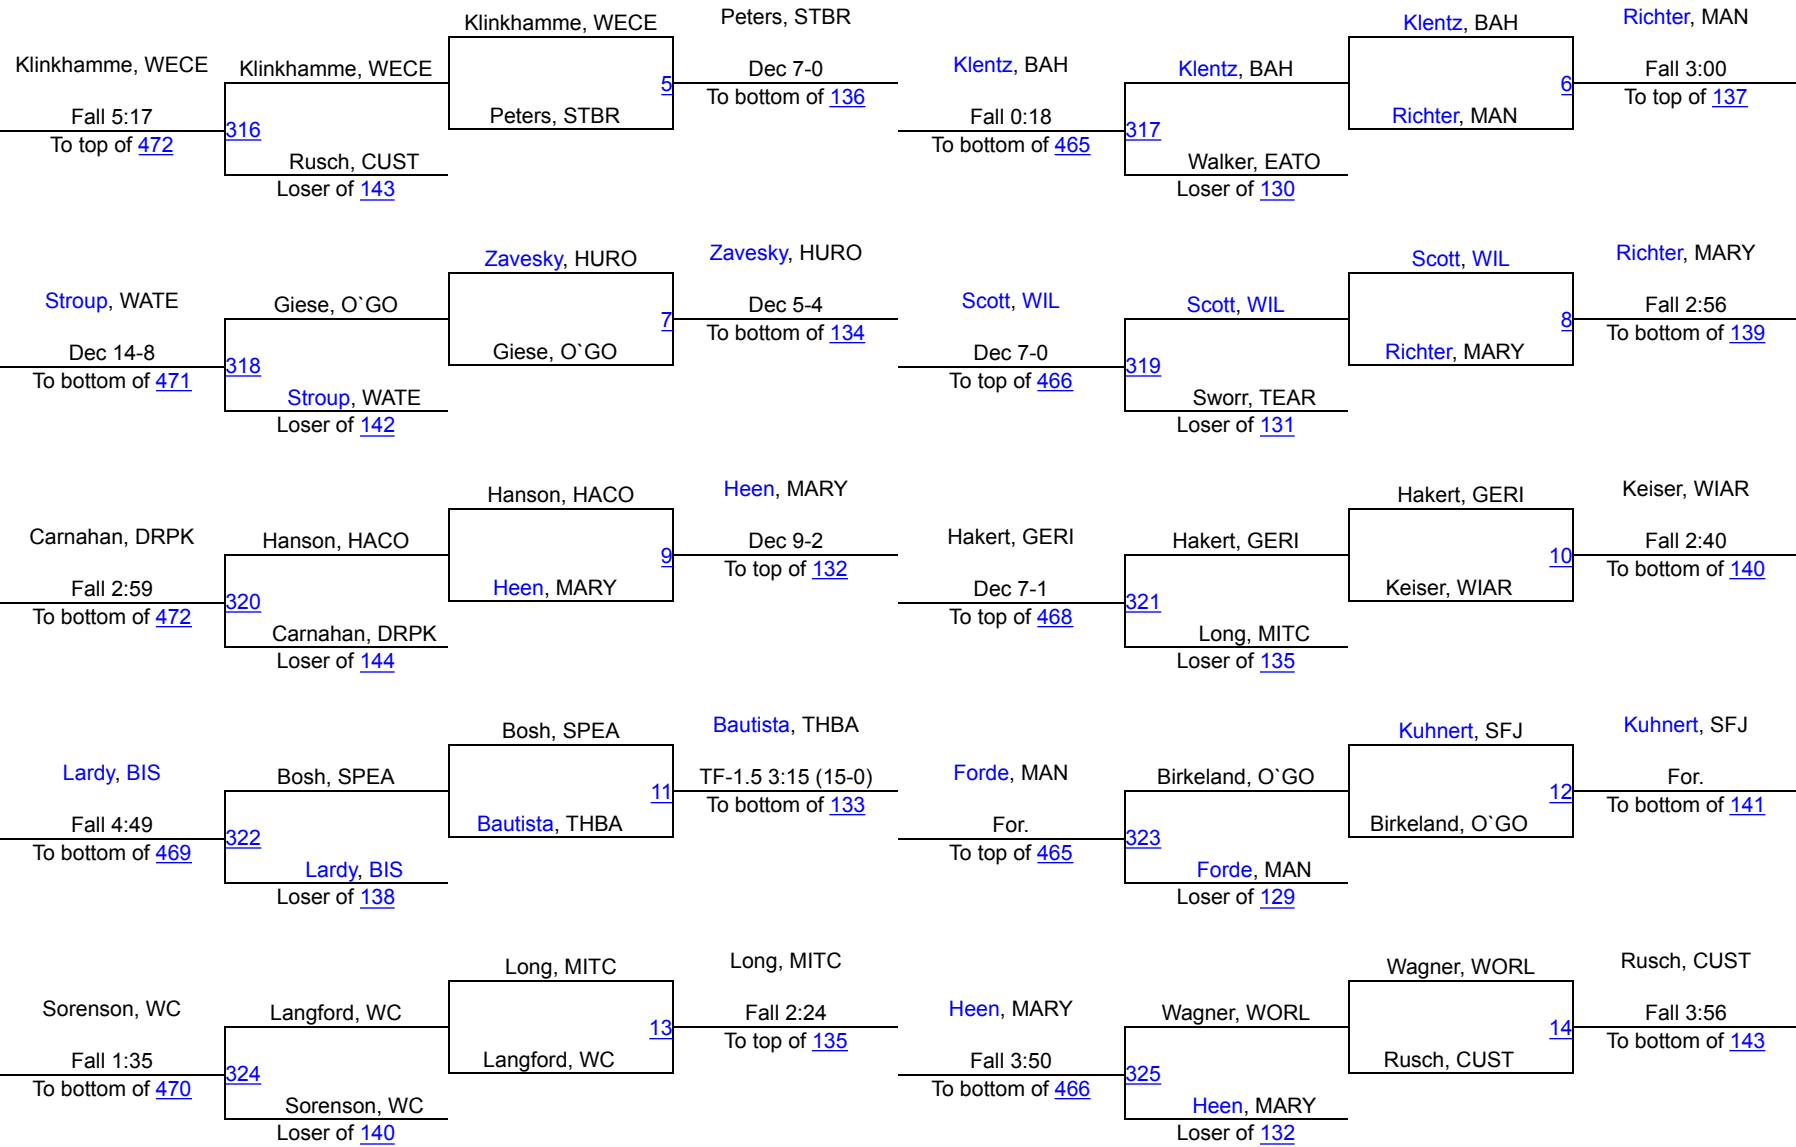 Klinkhamme, WECE
Peters, STBR
Klinkhamme, WECE
Klinkhamme, WECE
Dec 7-0
5
To bottom of 136
Fall 5:17
Peters, STBR
316
To top of 472
Rusch, CUST
Loser of 143
Klentz, BAH
Richter, MAN
Klentz, BAH
Klentz, BAH
Fall 3:00
6
To top of 137
Fall 0:18
Richter, MAN
317
To bottom of 465
Walker, EATO
Loser of 130
Zavesky, HURO
Zavesky, HURO
Stroup, WATE
Giese, O`GO
Dec 5-4
7
To bottom of 134
Dec 14-8
Giese, O`GO
318
To bottom of 471
Stroup, WATE
Loser of 142
Scott, WIL
Richter, MARY
Scott, WIL
Scott, WIL
Fall 2:56
8
To bottom of 139
Dec 7-0
Richter, MARY
319
To top of 466
Sworr, TEAR
Loser of 131
Hanson, HACO
Heen, MARY
Carnahan, DRPK
Hanson, HACO
Dec 9-2
9
To top of 132
Fall 2:59
Heen, MARY
320
To bottom of 472
Carnahan, DRPK
Loser of 144
Hakert, GERI
Keiser, WIAR
Hakert, GERI
Hakert, GERI
Fall 2:40
10
To bottom of 140
Dec 7-1
Keiser, WIAR
321
To top of 468
Long, MITC
Loser of 135
Bosh, SPEA
Bautista, THBA
Lardy, BIS
Bosh, SPEA
TF-1.5 3:15 (15-0)
11
To bottom of 133
Fall 4:49
Bautista, THBA
322
To bottom of 469
Lardy, BIS
Loser of 138
Kuhnert, SFJ
Kuhnert, SFJ
Forde, MAN
Birkeland, O`GO
For.
12
To bottom of 141
For.
Birkeland, O`GO
323
To top of 465
Forde, MAN
Loser of 129
Long, MITC
Long, MITC
Sorenson, WC
Langford, WC
Fall 2:24
13
To top of 135
Fall 1:35
Langford, WC
324
To bottom of 470
Sorenson, WC
Loser of 140
Wagner, WORL
Rusch, CUST
Heen, MARY
Wagner, WORL
Fall 3:56
14
To bottom of 143
Fall 3:50
Rusch, CUST
325
To bottom of 466
Heen, MARY
Loser of 132